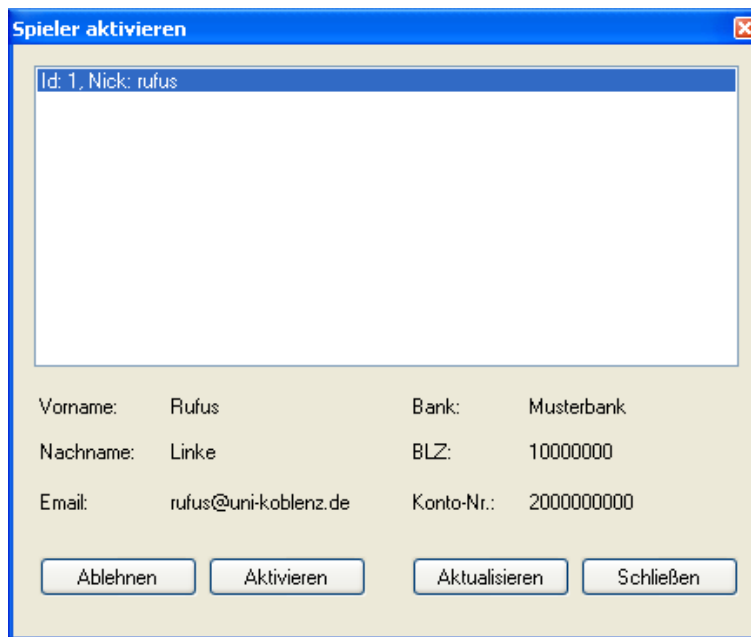 Spieler aktivieren
Id: 1, Nick: rufus
Vorname: Rufus Bank: Musterbank
Nachname: Linke BLZ: 10000000
Email: rufus@uni-koblenz.de Konto-Nr.: 2000000000
Ablehnen Aktivieren Aktualisieren Schließen